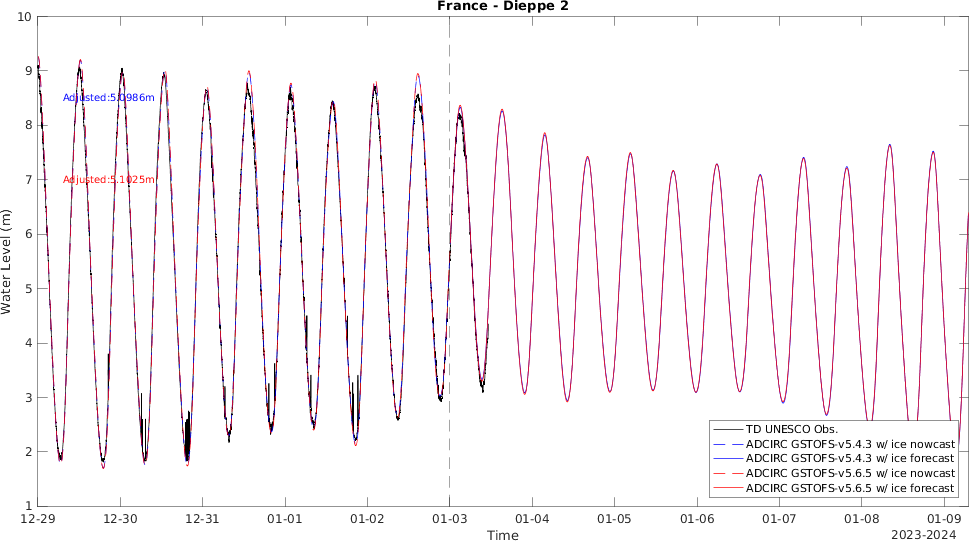 France - Dieppe 2
Water Level (m)
10
9
8
7
6
5
4
3
2
1
Adjusted:5.0986m
Adjusted:5.1025m
TD UNESCO Obs.
ADCIRC GSTOFS-v5.4.3 w/ ice nowcast
ADCIRC GSTOFS-v5.4.3 w/ ice forecast
ADCIRC GSTOFS-v5.6.5 w/ ice nowcast
ADCIRC GSTOFS-v5.6.5 w/ ice forecast
12-29 12-30 12-31 01-01 01-02 01-03 01-04 01-05 01-06 01-07 01-08 01-09
Time
2023-2024